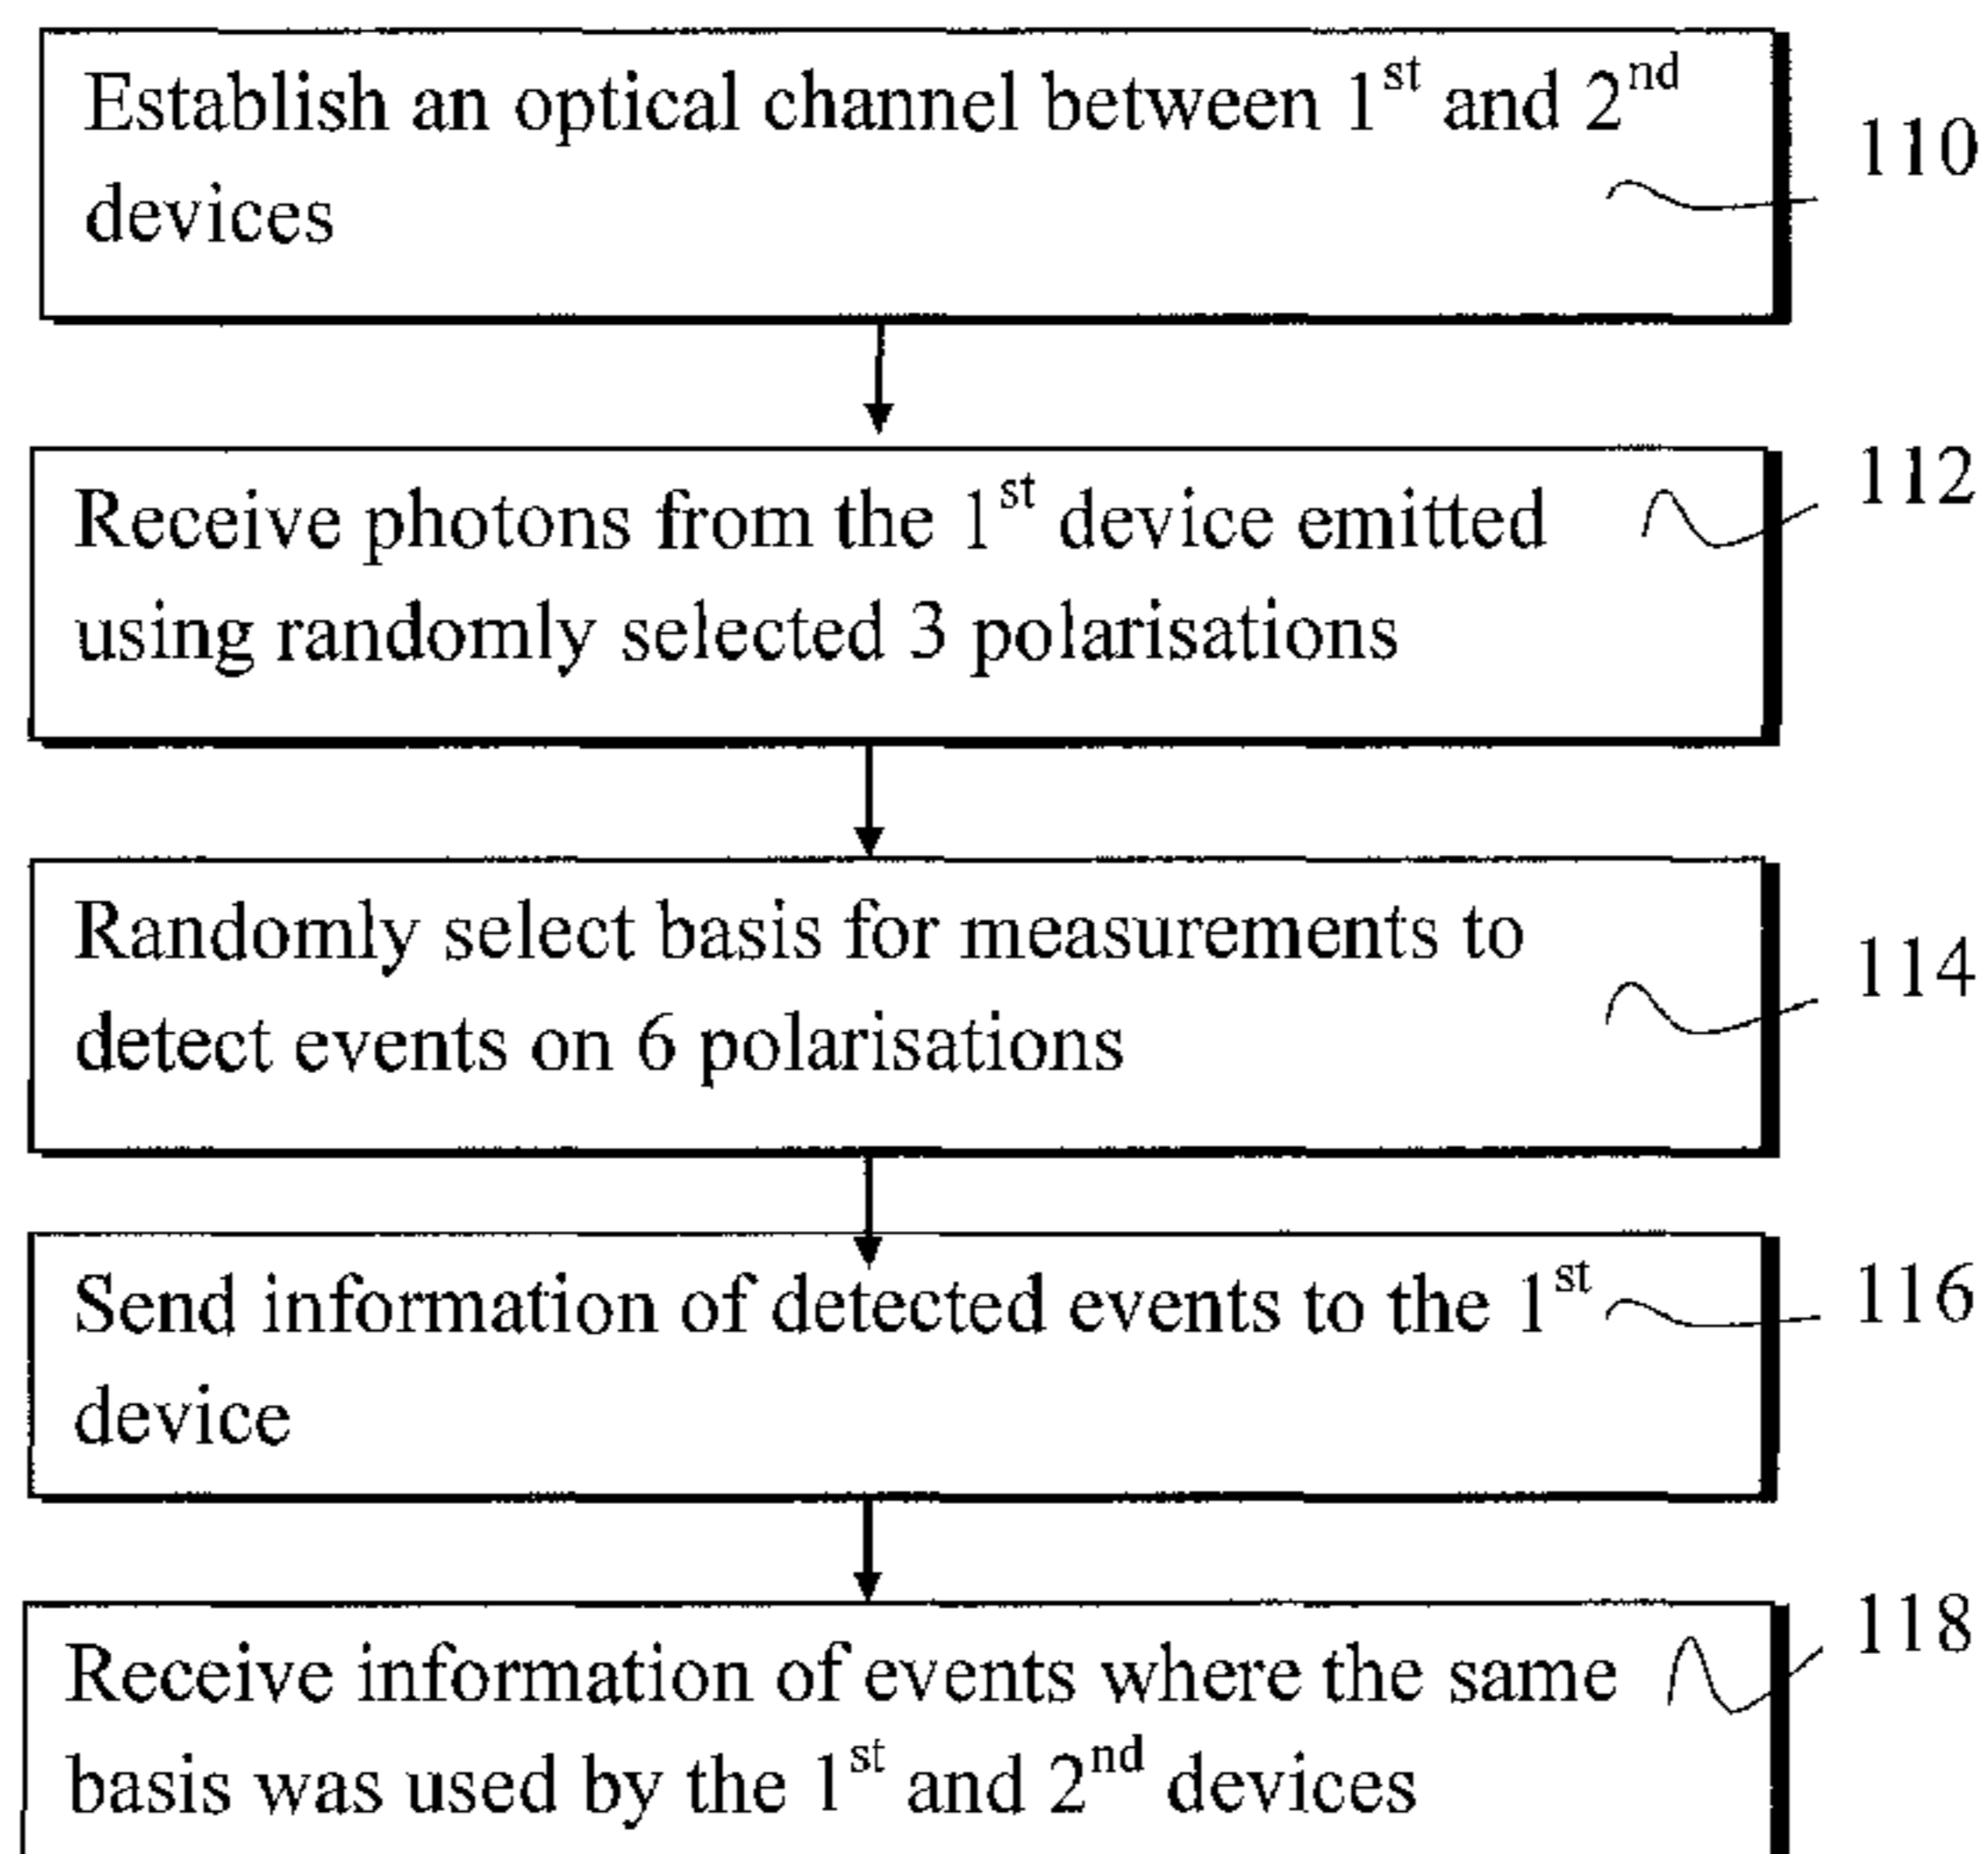 Establish an optical channel between 1st and 2nd
devices
110
Receive photons from the 1st device emitted
using randomly selected 3 polarisations
112
Randomly select basis for measurements to
detect events on 6 polarisations
114
Send information of detected events to the 1st
device
116
Receive information of events where the same
basis was used by the 1st and 2nd devices
118